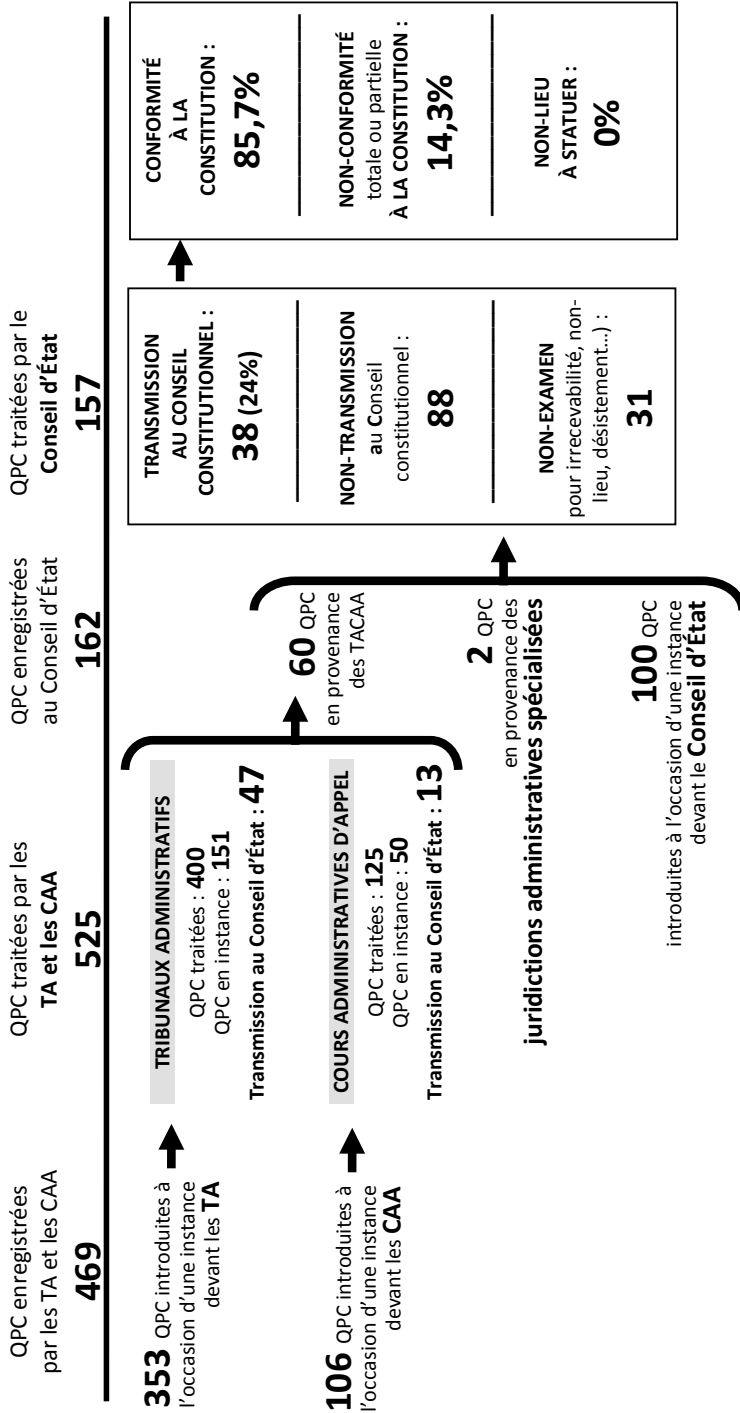 QPC enregistrées
par les TA et les CAA
469
QPC traitées par les
TA et les CAA
525
QPC enregistrées
au Conseil d'État
162
QPC traitées par le
Conseil d'État
157
353 QPC introduites à
l'occasion d'une instance
devant les TA
106 QPC introduites à
l'occasion d'une instance
devant les CAA
TRIBUNAUX ADMINISTRATIFS
QPC traitées : 400
QPC en instance : 151
Transmission au Conseil d'État : 47
COURS ADMINISTRATIVES D'APPEL
QPC traitées : 125
QPC en instance : 50
Transmission au Conseil d'État : 13
60 QPC
en provenance
des TACAA
2 QPC
en provenance des
juridictions administratives spécialisées
100 QPC
introduites à l'occasion d'une instance
devant le Conseil d'État
TRANSMISSION
AU CONSEIL
CONSTITUTIONNEL :
38 (24%)
NON-TRANSMISSION
au Conseil
constitutionnel :
88
NON-EXAMEN
pour irrecevabilité, non-
lieu, désistement...) :
31
CONFORMITÉ
À LA
CONSTITUTION :
85,7%
NON-CONFORMITÉ
totale ou partielle
À LA CONSTITUTION :
14,3%
NON-LIEU
À STATUER :
0%